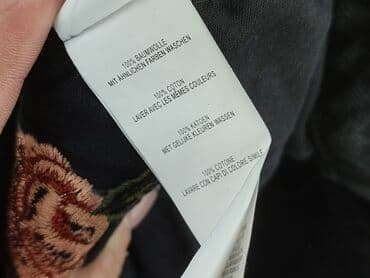 100% BAUMWOLLE
MIT ÄHNLICHEN FARBEN WASCHEN
100% COTON
LAVER AVEC LES MÊMES COULEURS
100% KATOEN
MET GELIJKE KLEUREN WASSEN
100% COTONE
LAVARE CON CAPI DI COLORE SIMILE